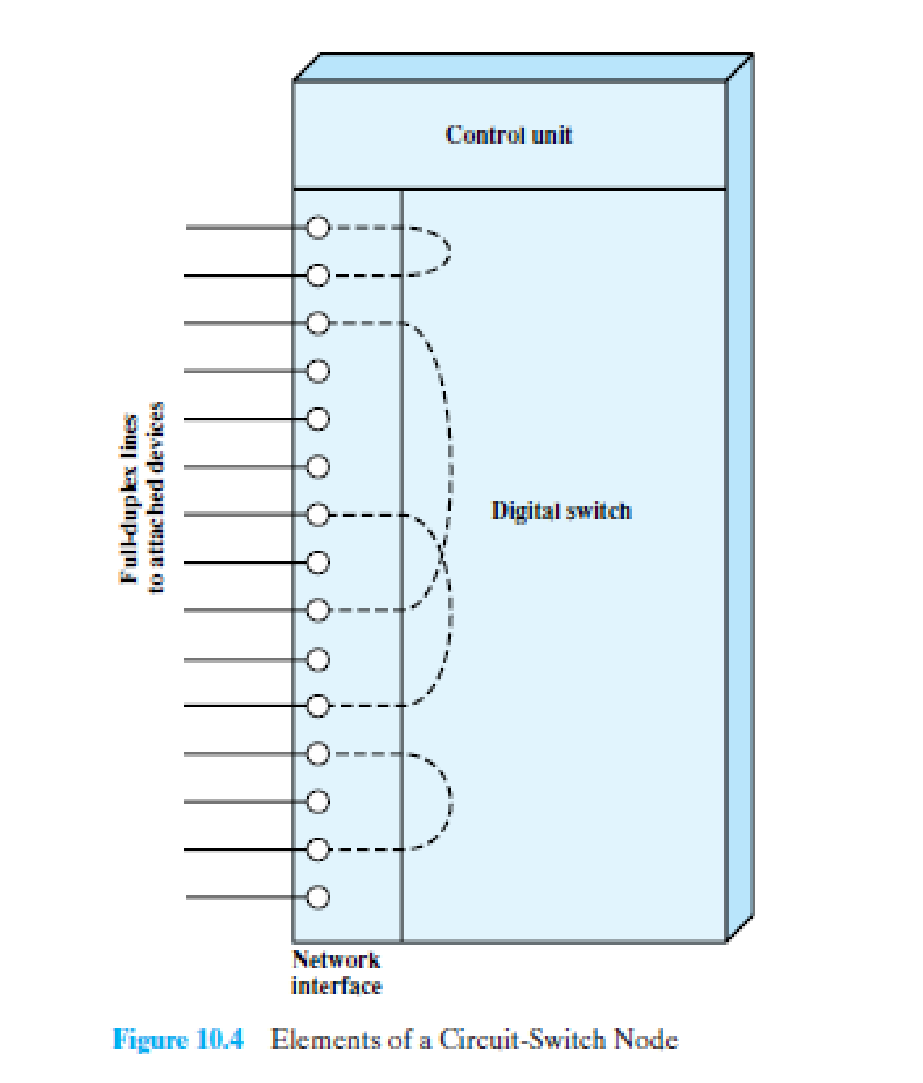 Control unit
Full-duplex lines
to attached devices
Digital switch
Network
interface
Figure 10.4 Elements of a Circuit-Switch Node